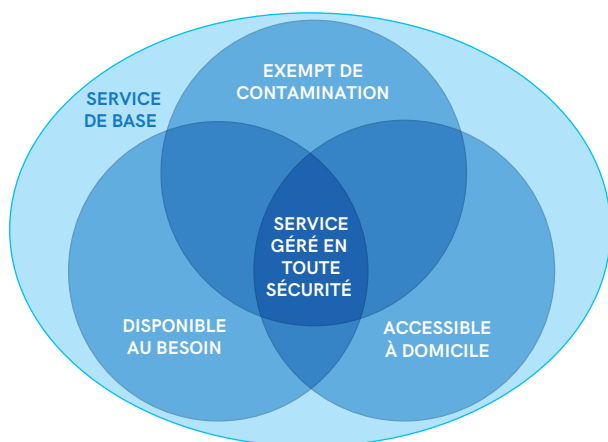 EXEMPT DE
CONTAMINATION
SERVICE
DE BASE
SERVICE
GÉRÉ EN
TOUTE
SÉCURITÉ
DISPONIBLE
AU BESOIN
ACCESSIBLE
À DOMICILE